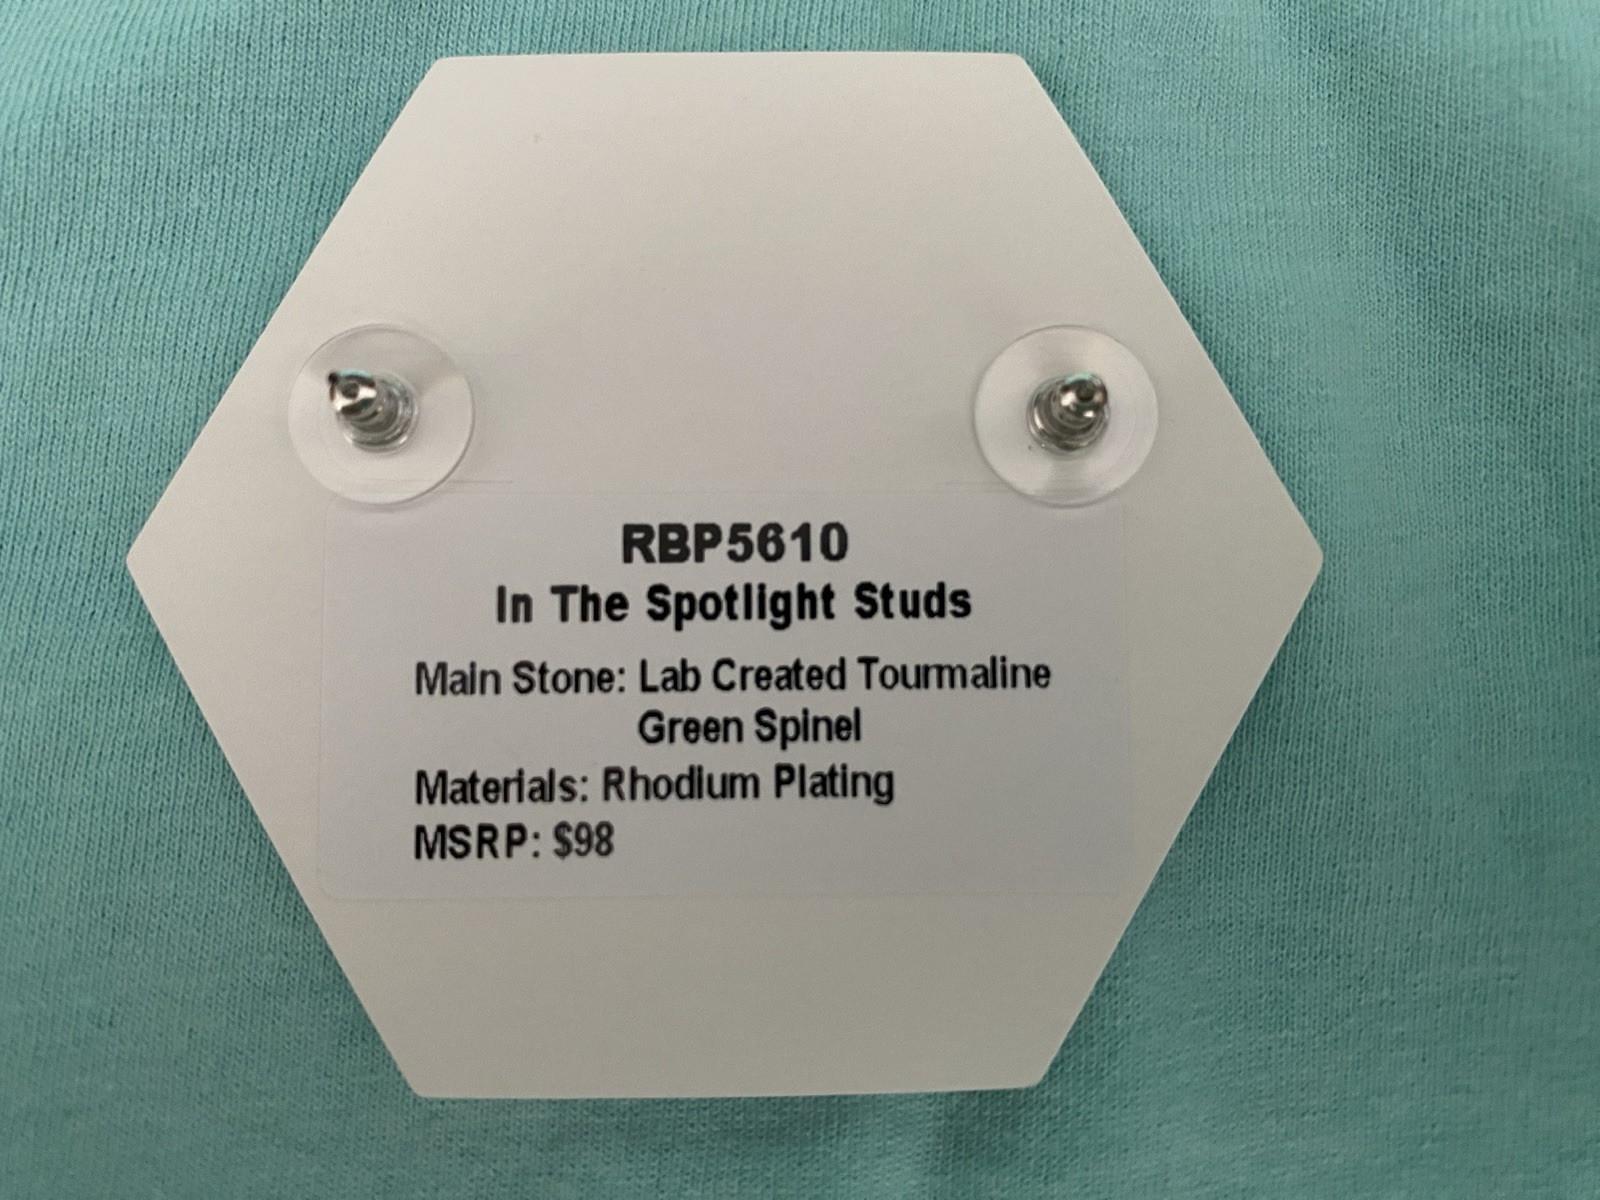 RBP5610
In The Spotlight Studs
Main Stone: Lab Created Tourmaline
Green Spinel
Materials: Rhodium Plating
MSRP: $98